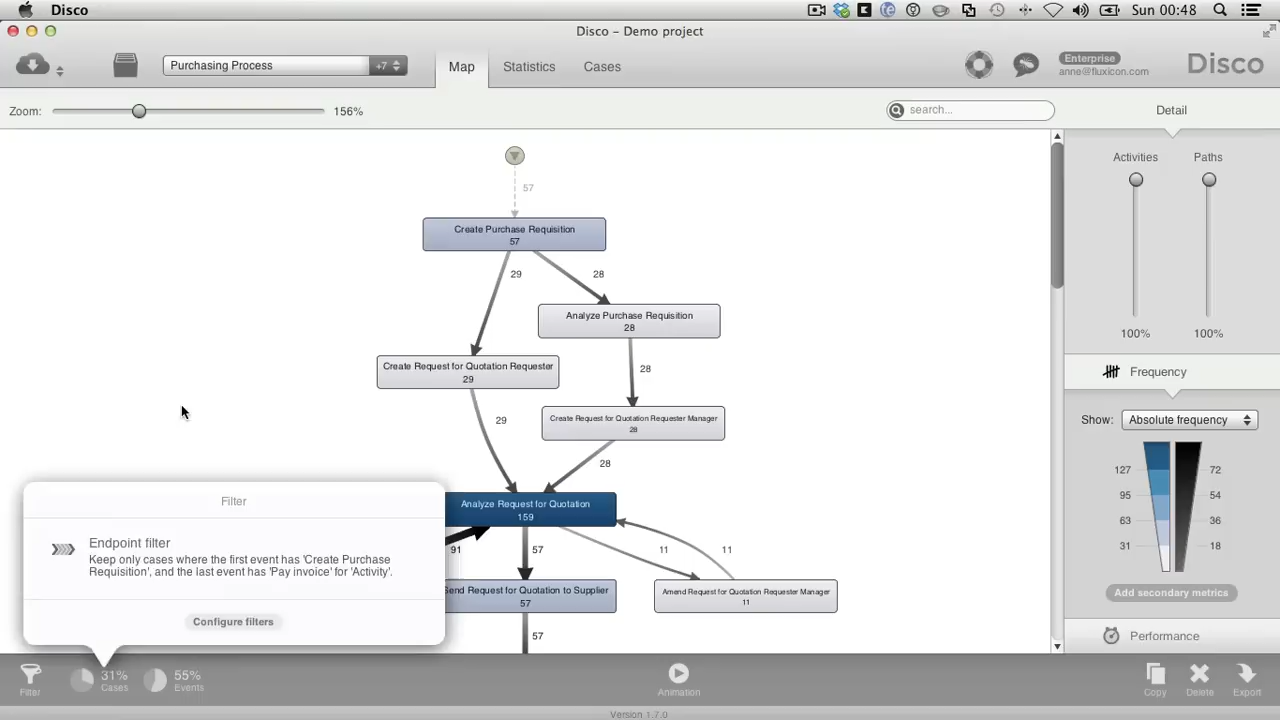 Disco
Sun 00:48
Disco – Demo project
Purchasing Process
+7
Map
Statistics
Cases
Enterprise
anne@fluxicon.com
Disco
Zoom:
156%
search...
Detail
57
Create Purchase Requisition
57
29
28
Analyze Purchase Requisition
28
Create Request for Quotation Requester
29
28
Create Request for Quotation Requester Manager
28
29
28
Analyze Request for Quotation
159
91
57
11
11
Send Request for Quotation to Supplier
57
Amend Request for Quotation Requester Manager
11
57
Filter
Endpoint filter
Keep only cases where the first event has 'Create Purchase
Requisition', and the last event has 'Pay invoice' for 'Activity'.
Configure filters
Activities
Paths
100%
100%
Frequency
Show:
Absolute frequency
127
72
95
54
63
36
31
18
Add secondary metrics
Performance
Filter
31%
Cases
55%
Events
Animation
Copy
Delete
Export
Version 1.7.0